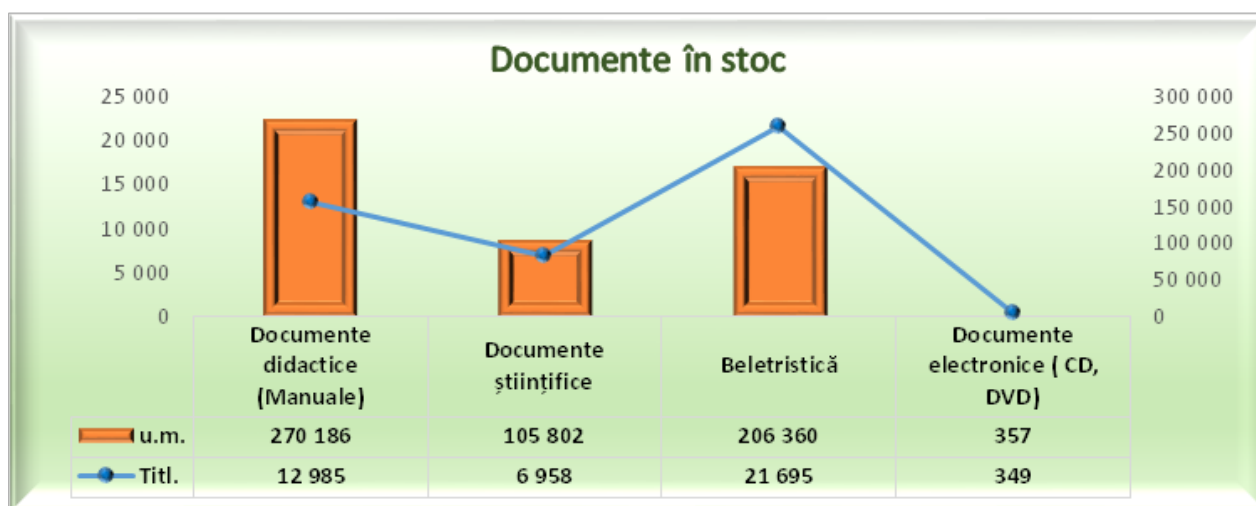 Documente în stoc
25 000
20 000
15 000
10 000
5 000
0
300 000
250 000
200 000
150 000
100 000
50 000
0
Documente
didactice
(Manuale)
Documente
științifice
Beletristică
Documente
electronice ( CD,
DVD)
u.m. 270 186 105 802 206 360 357
Titl. 12 985 6 958 21 695 349